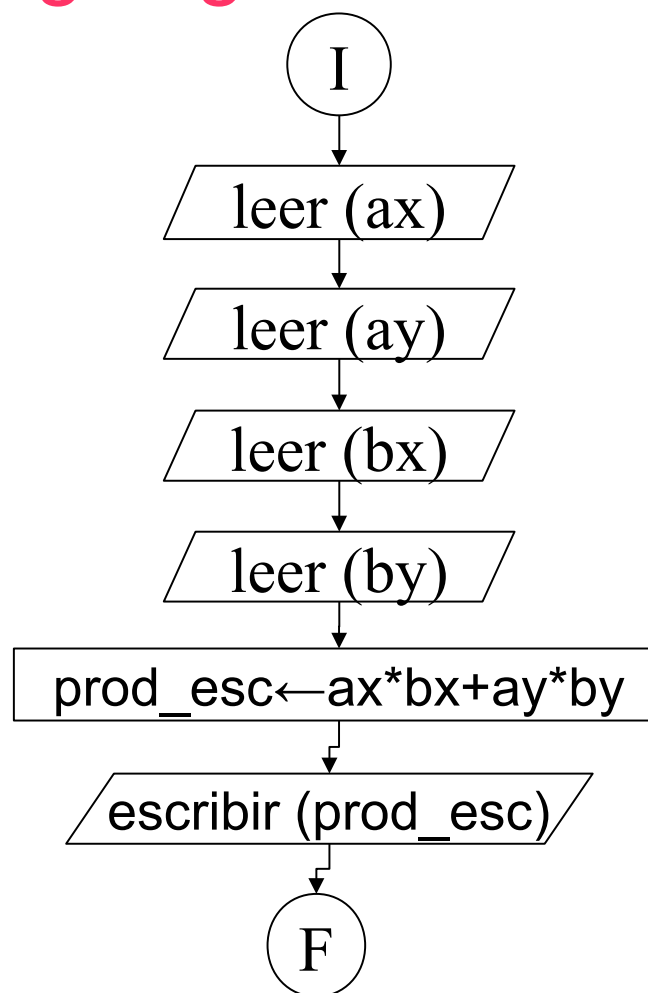 I
leer (ax)
leer (ay)
leer (bx)
leer (by)
prod_esc←ax*bx+ay*by
escribir (prod_esc)
F